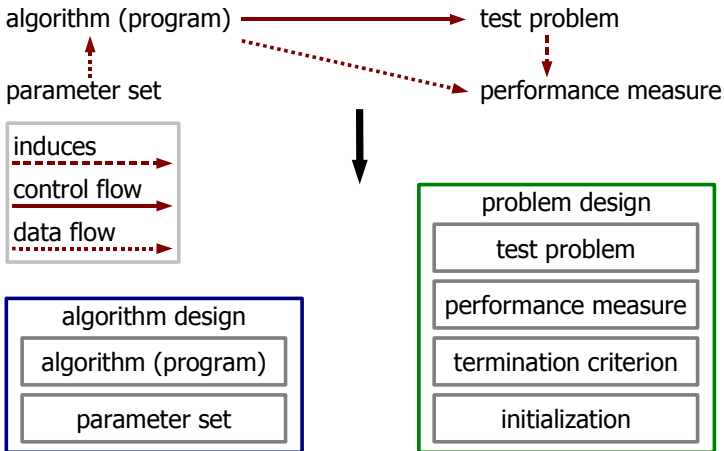 algorithm (program)
test problem
parameter set
performance measure
induces
control flow
data flow
problem design
test problem
performance measure
termination criterion
initialization
algorithm design
algorithm (program)
parameter set